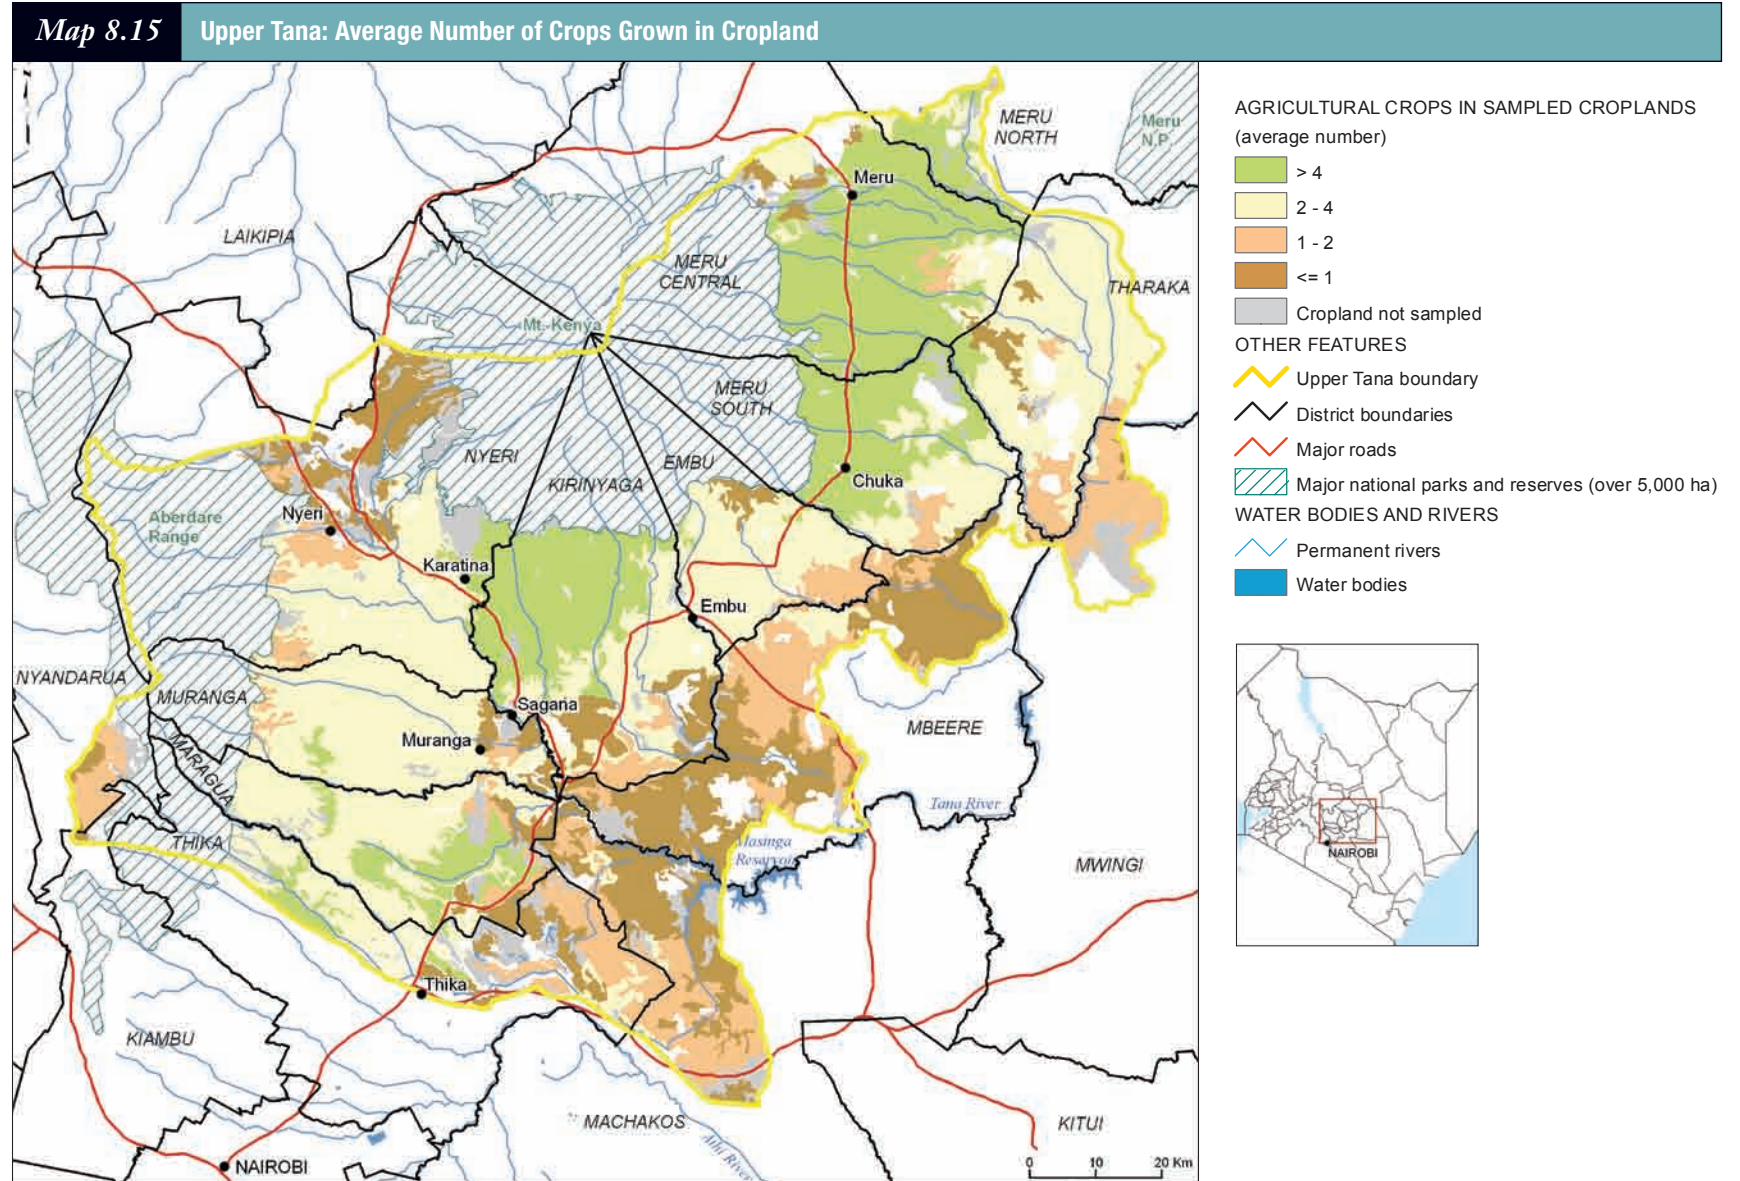 Map 8.15
Upper Tana: Average Number of Crops Grown in Cropland
MERU
NORTH
Meru
N.P.
Meru
LAIKIPIA
MERU
CENTRAL
THARAKA
Mt. Kenya
MERU
SOUTH
NYERI
EMBU
KIRINYAGA
Chuka
Aberdare
Range
Nyeri
Karatina
Embu
NYANDARUA
MURANGA
Sagana
MBEERE
Muranga
MARAGUA
Tana River
THIKA
Masinga
Reservoir
MWINGI
Thika
KIAMBU
MACHAKOS
KITUI
Athi River
NAIROBI
0 10 20 Km
AGRICULTURAL CROPS IN SAMPLED CROPLANDS
(average number)
> 4
2 - 4
1 - 2
<= 1
Cropland not sampled
OTHER FEATURES
Upper Tana boundary
District boundaries
Major roads
Major national parks and reserves (over 5,000 ha)
WATER BODIES AND RIVERS
Permanent rivers
Water bodies
NAIROBI